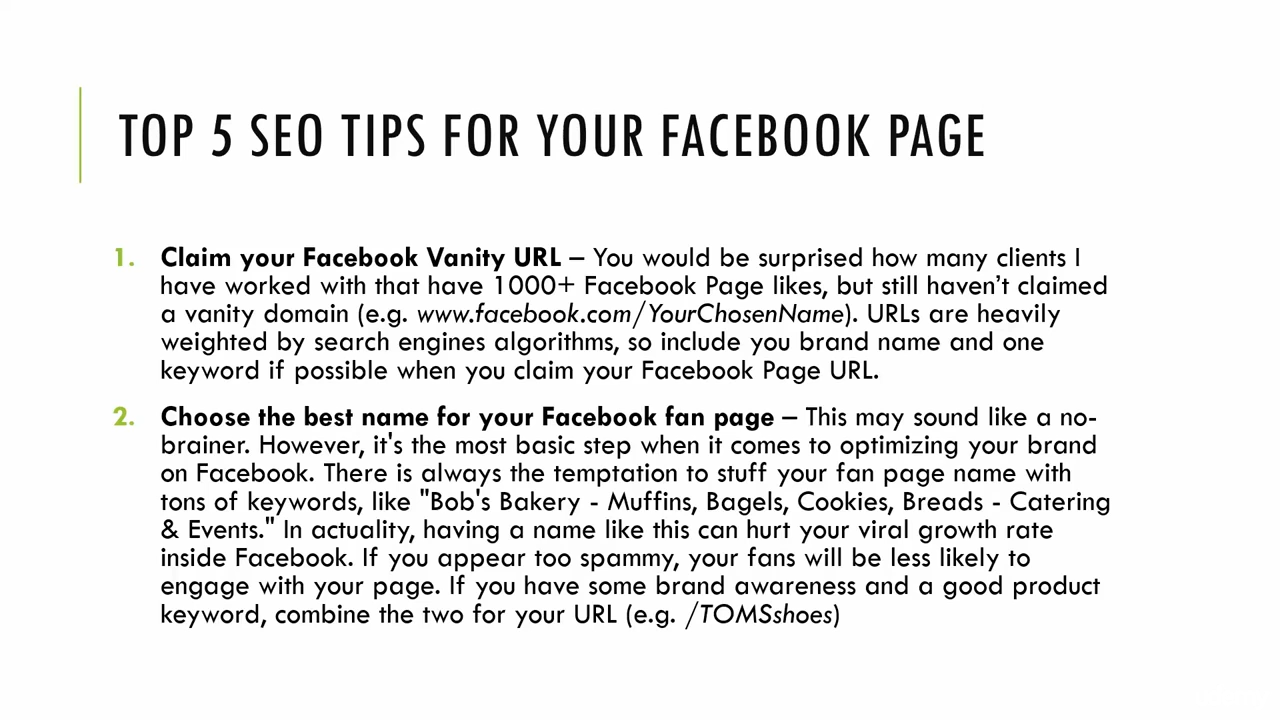 TOP 5 SEO TIPS FOR YOUR FACEBOOK PAGE
1. Claim your Facebook Vanity URL – You would be surprised how many clients I
have worked with that have 1000+ Facebook Page likes, but still haven’t claimed
a vanity domain (e.g. www.facebook.com/YourChosenName). URLs are heavily
weighted by search engines algorithms, so include you brand name and one
keyword if possible when you claim your Facebook Page URL.
2. Choose the best name for your Facebook fan page – This may sound like a no-
brainer. However, it's the most basic step when it comes to optimizing your brand
on Facebook. There is always the temptation to stuff your fan page name with
tons of keywords, like "Bob's Bakery - Muffins, Bagels, Cookies, Breads - Catering
& Events." In actuality, having a name like this can hurt your viral growth rate
inside Facebook. If you appear too spammy, your fans will be less likely to
engage with your page. If you have some brand awareness and a good product
keyword, combine the two for your URL (e.g. /TOMSshoes)